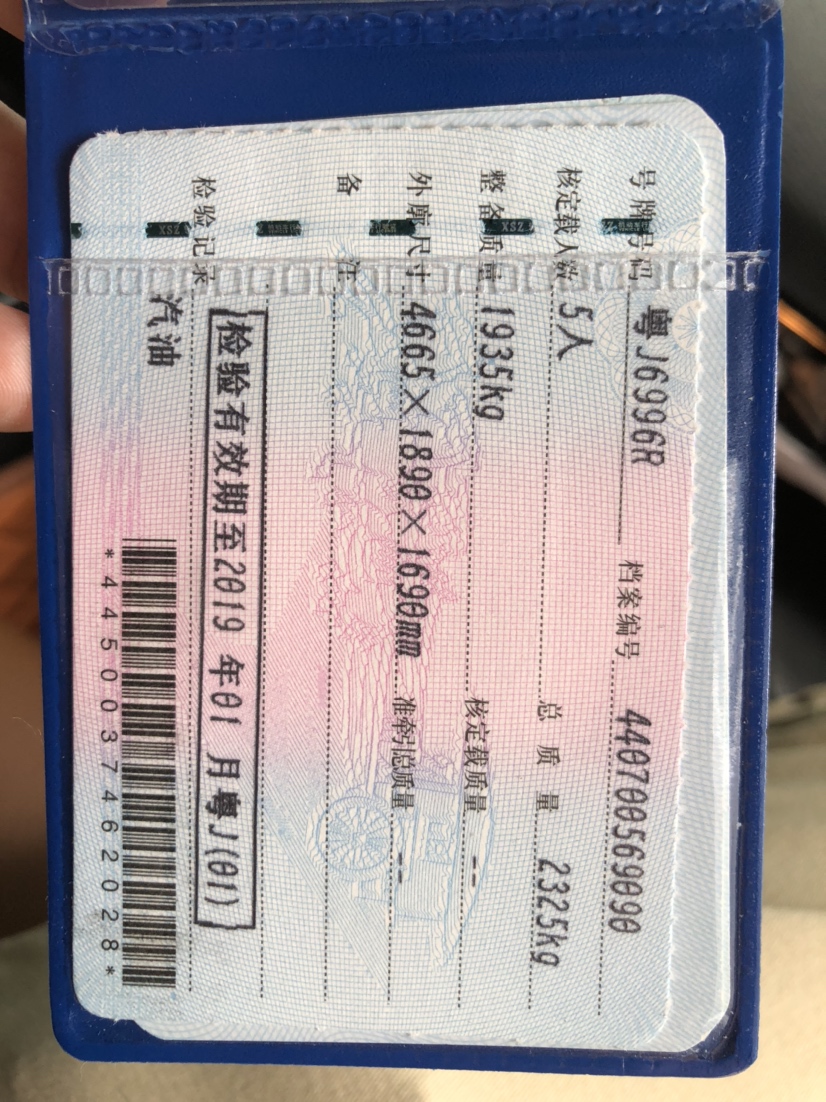 号牌号码 粤J6996R 档案编号 440700569090
核定载人数 5人 总质量 2325kg
整备质量 1935kg 核定载质量 --
外廓尺寸 4665×1890×1690mm 准牵引总质量 --
备注
检验记录 检验有效期至2019年01月粤J(01)
汽油
*4450037462028*